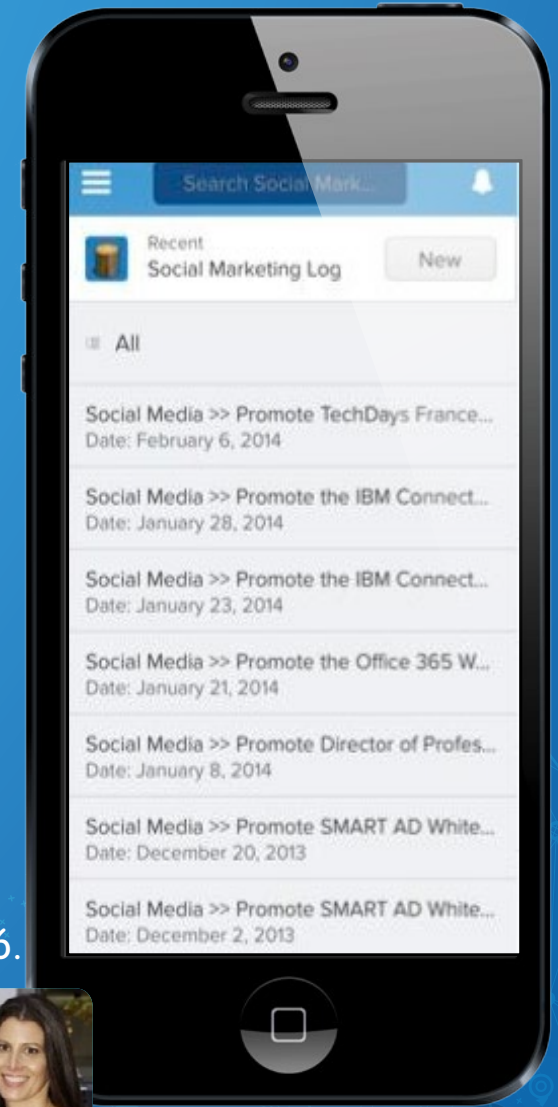 Search Social Mark...
Recent
Social Marketing Log
New
All
Social Media >> Promote TechDays France...
Date: February 6, 2014
Social Media >> Promote the IBM Connect...
Date: January 28, 2014
Social Media >> Promote the IBM Connect...
Date: January 23, 2014
Social Media >> Promote the Office 365 W...
Date: January 21, 2014
Social Media >> Promote Director of Profes...
Date: January 8, 2014
Social Media >> Promote SMART AD White...
Date: December 20, 2013
Social Media >> Promote SMART AD White...
Date: December 2, 2013
6.